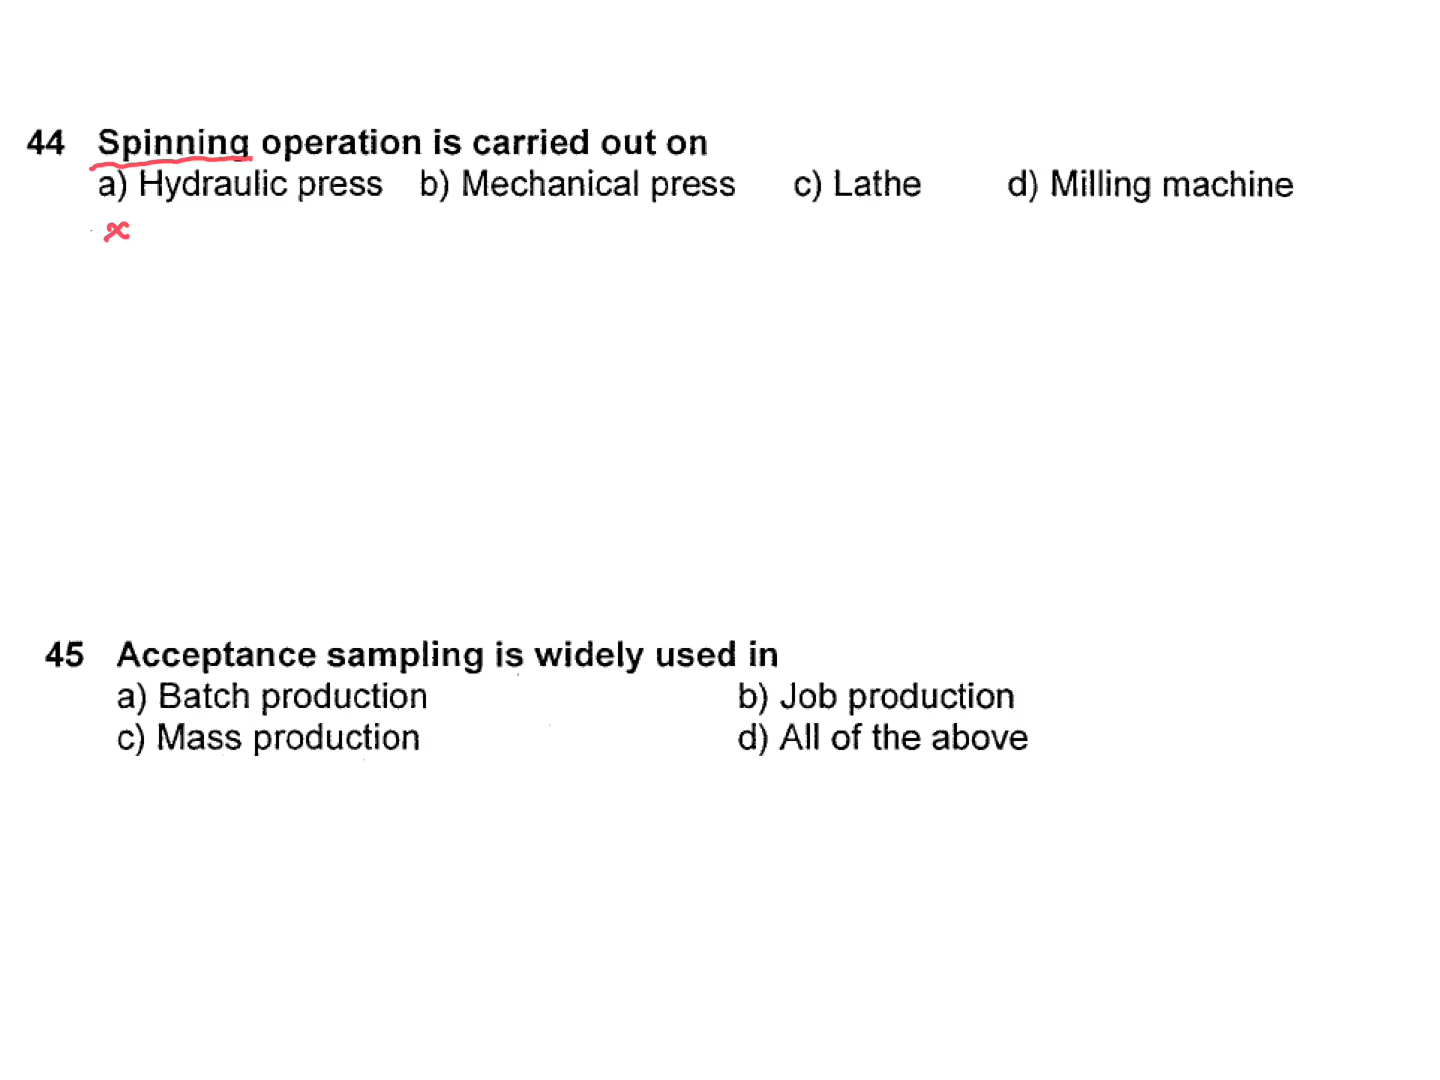 44 Spinning operation is carried out on
a) Hydraulic press b) Mechanical press c) Lathe d) Milling machine
x
45 Acceptance sampling is widely used in
a) Batch production b) Job production
c) Mass production d) All of the above